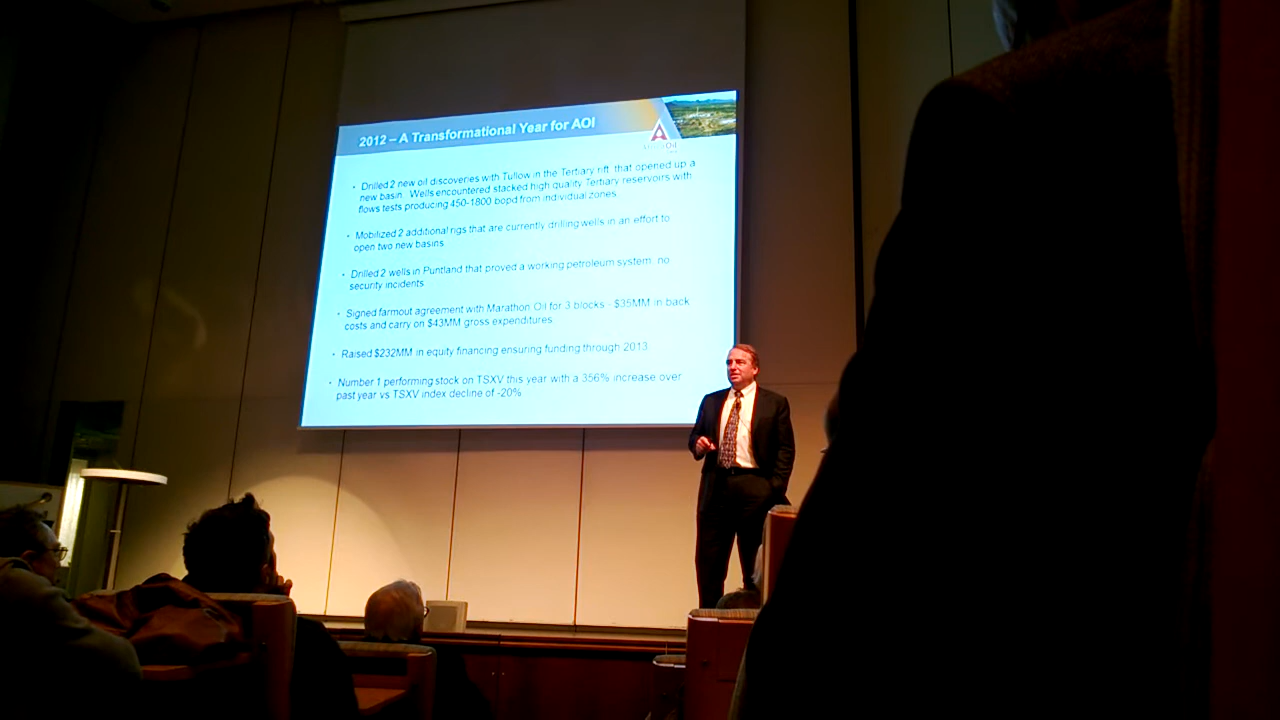 2012 – A Transformational Year for AOI
• Drilled 2 new oil discoveries with Tullow in the Tertiary rift that opened up a
new basin. Wells encountered stacked high quality Tertiary reservoirs with
flows tests producing 450-1800 bopd from individual zones
• Mobilized 2 additional rigs that are currently drilling wells in an effort to
open two new basins
• Drilled 2 wells in Puntland that proved a working petroleum system, no
security incidents
• Signed farmout agreement with Marathon Oil for 3 blocks - $35MM in back
costs and carry on $43MM gross expenditures
• Raised $232MM in equity financing ensuring funding through 2013
• Number 1 performing stock on TSXV this year with a 356% increase over
past year vs TSXV index decline of -20%